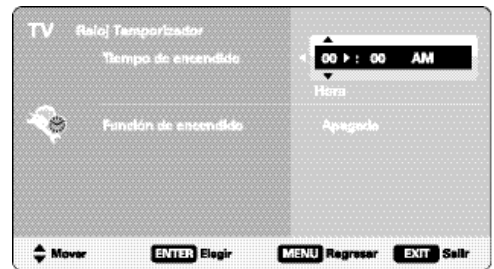 TV Reloj Temporizador
Tiempo de encendido 00 : 00 AM
Hora
Función de encendido Apagado
Mover ENTER Elegir MENU Regresar EXIT Salir